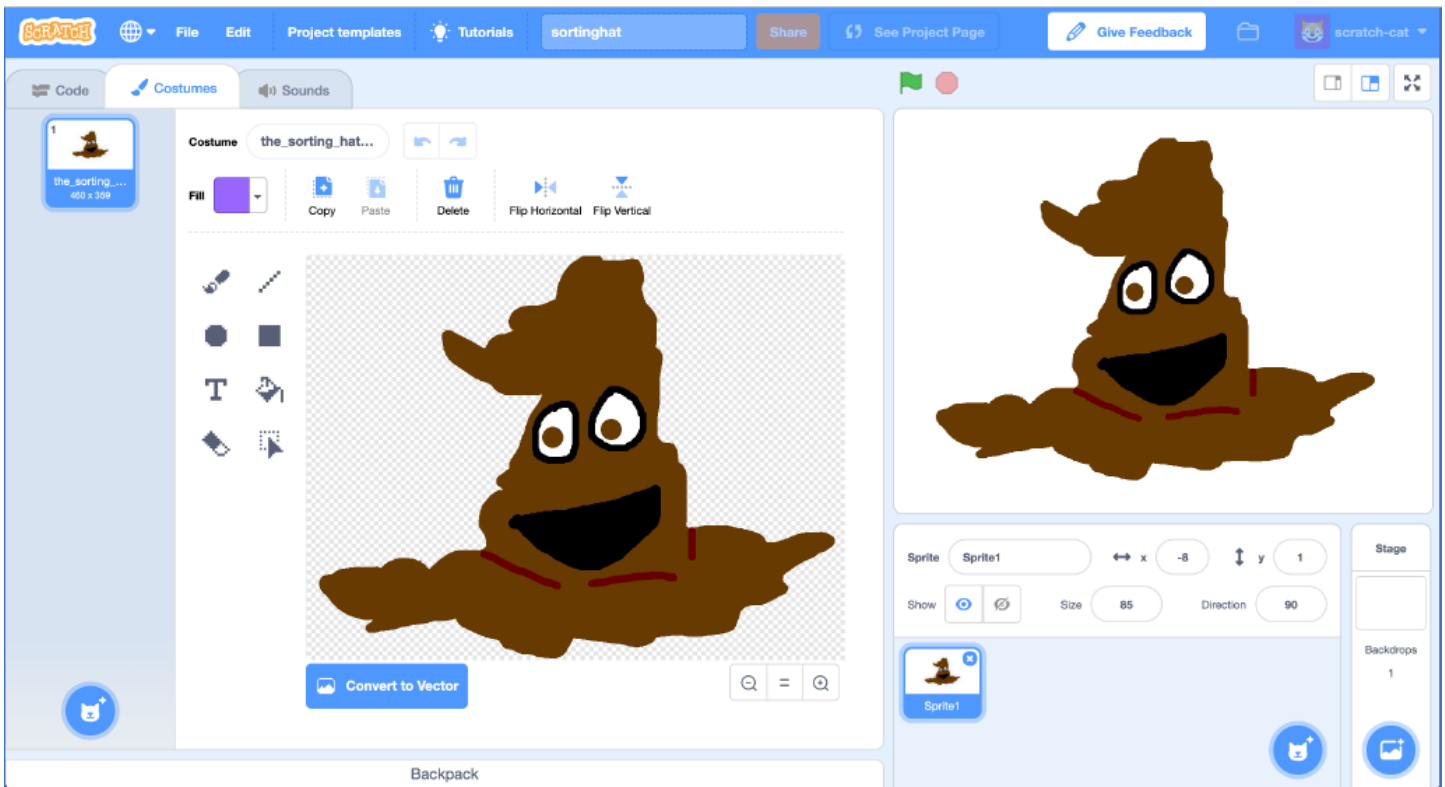 SCRATCH File Edit Project templates Tutorials sortinghat Share See Project Page Give Feedback scratch-cat
Code Costumes Sounds
1
the_sorting_...
460 x 359
Costume the_sorting_hat...
Fill Copy Paste Delete Flip Horizontal Flip Vertical
T
Convert to Vector
=
Backpack
Sprite Sprite1 x -8 y 1
Show Size 85 Direction 90
Sprite1
Stage
Backdrops
1